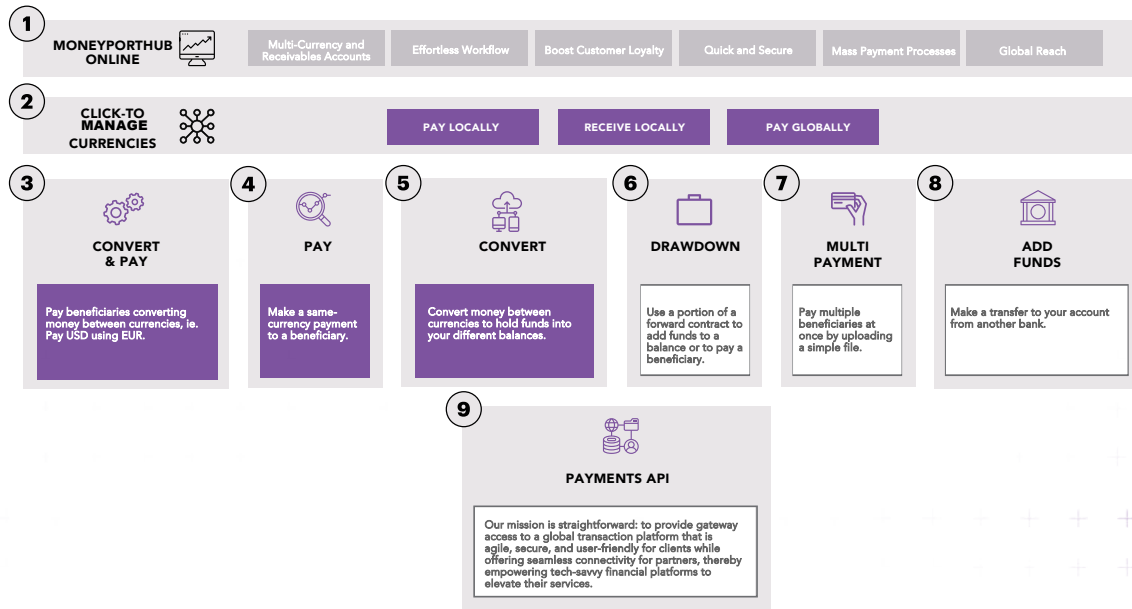 1
MONEYPORTHUB
ONLINE
Multi-Currency and
Receivables Accounts
Effortless Workflow
Boost Customer Loyalty
Quick and Secure
Mass Payment Processes
Global Reach
2
CLICK-TO
MANAGE
CURRENCIES
PAY LOCALLY
RECEIVE LOCALLY
PAY GLOBALLY
3
CONVERT
& PAY
Pay beneficiaries converting
money between currencies, ie.
Pay USD using EUR.
4
PAY
Make a same-
currency payment
to a beneficiary.
5
CONVERT
Convert money between
currencies to hold funds into
your different balances.
6
DRAWDOWN
Use a portion of a
forward contract to
add funds to a
balance or to pay a
beneficiary.
7
MULTI
PAYMENT
Pay multiple
beneficiaries at
once by uploading
a simple file.
8
ADD
FUNDS
Make a transfer to your account
from another bank.
9
PAYMENTS API
Our mission is straightforward: to provide gateway
access to a global transaction platform that is
agile, secure, and user-friendly for clients while
offering seamless connectivity for partners, thereby
empowering tech-savvy financial platforms to
elevate their services.